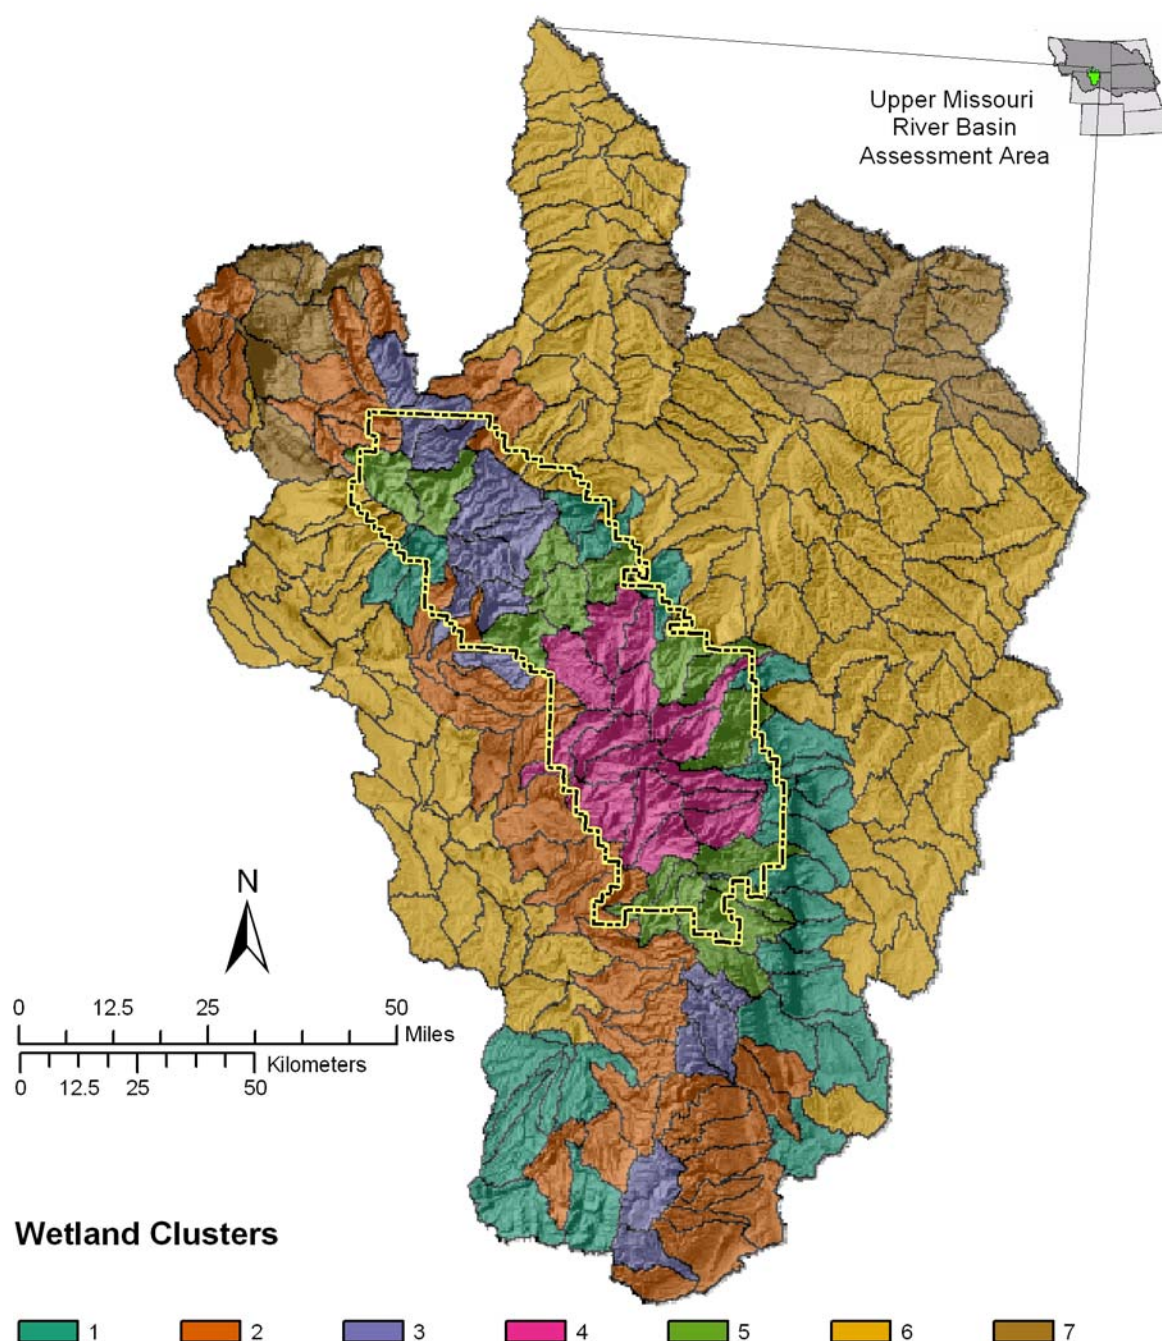 Upper Missouri
River Basin
Assessment Area
N
0 12.5 25 50
Miles
Kilometers
0 12.5 25 50
Wetland Clusters
1 2 3 4 5 6 7